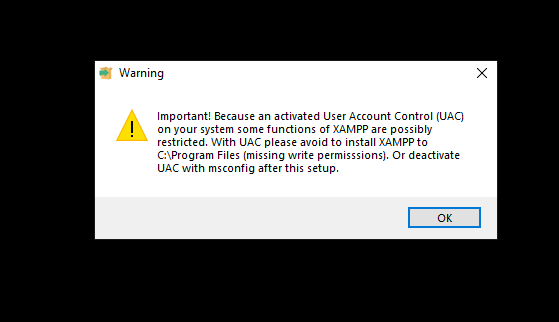 Warning
Important! Because an activated User Account Control (UAC)
on your system some functions of XAMPP are possibly
restricted. With UAC please avoid to install XAMPP to
C:\Program Files (missing write permisssions). Or deactivate
UAC with msconfig after this setup.
OK